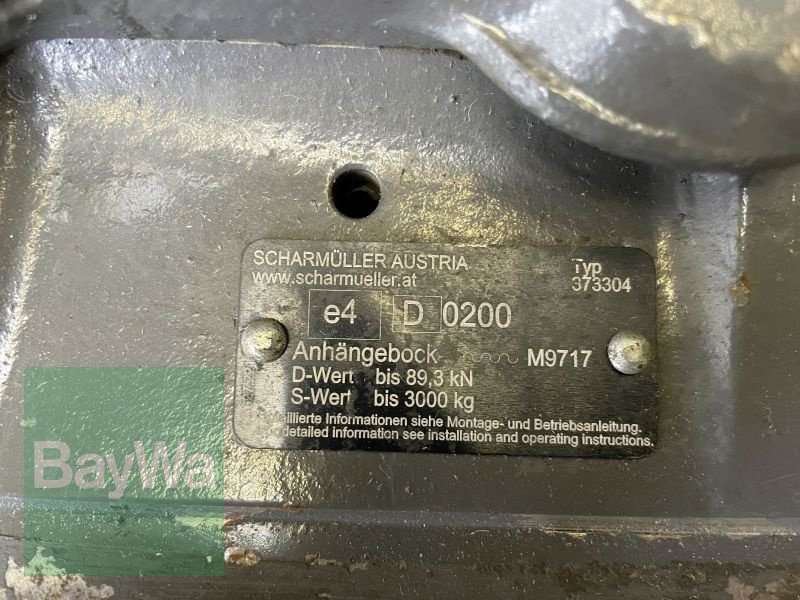 SCHARMÜLLER AUSTRIA Typ
www.scharmueller.at 373304
e4 D 0200
Anhängebock M9717
D-Wert bis 89,3 kN
S-Wert bis 3000 kg
Informationen siehe Montage- und Betriebsanleitung.
detailed information see installation and operating instructions.
BayWa